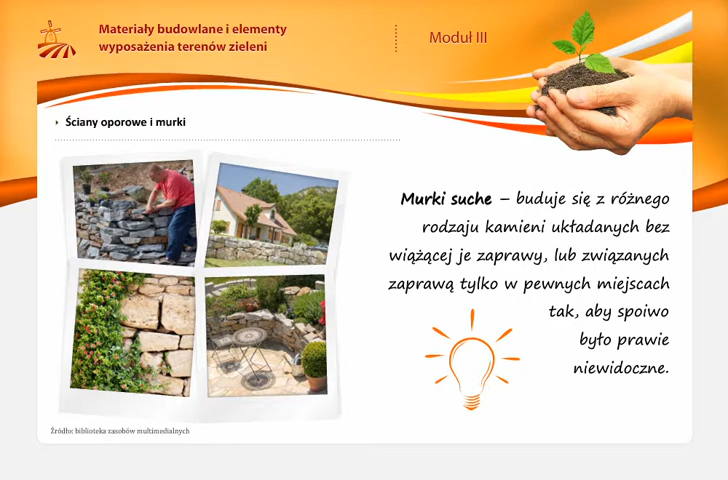 Materiały budowlane i elementy
wyposażenia terenów zieleni
Moduł III
Ściany oporowe i murki
Murki suche – buduje się z różnego
rodzaju kamieni układanych bez
wiążącej je zaprawy, lub związanych
zaprawą tylko w pewnych miejscach
tak, aby spoiwo
było prawie
niewidoczne.
Źródło: biblioteka zasobów multimedialnych